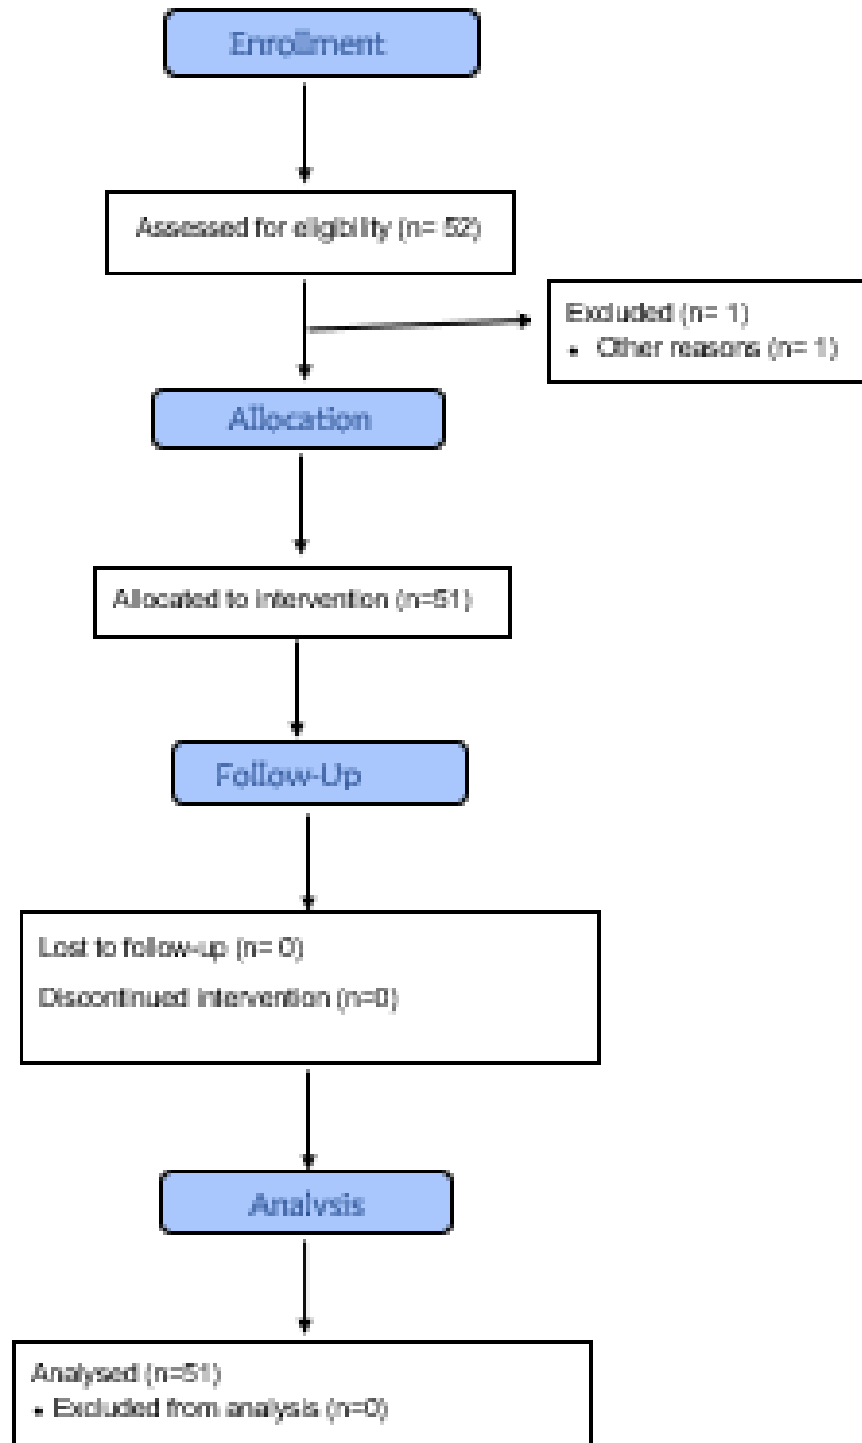 Enrollment
Assessed for eligibility (n= 52)
Excluded (n= 1)
• Other reasons (n= 1)
Allocation
Allocated to intervention (n=51)
Follow-Up
Lost to follow-up (n= 0)
Discontinued intervention (n=0)
Analysis
Analysed (n=51)
• Excluded from analysis (n=0)